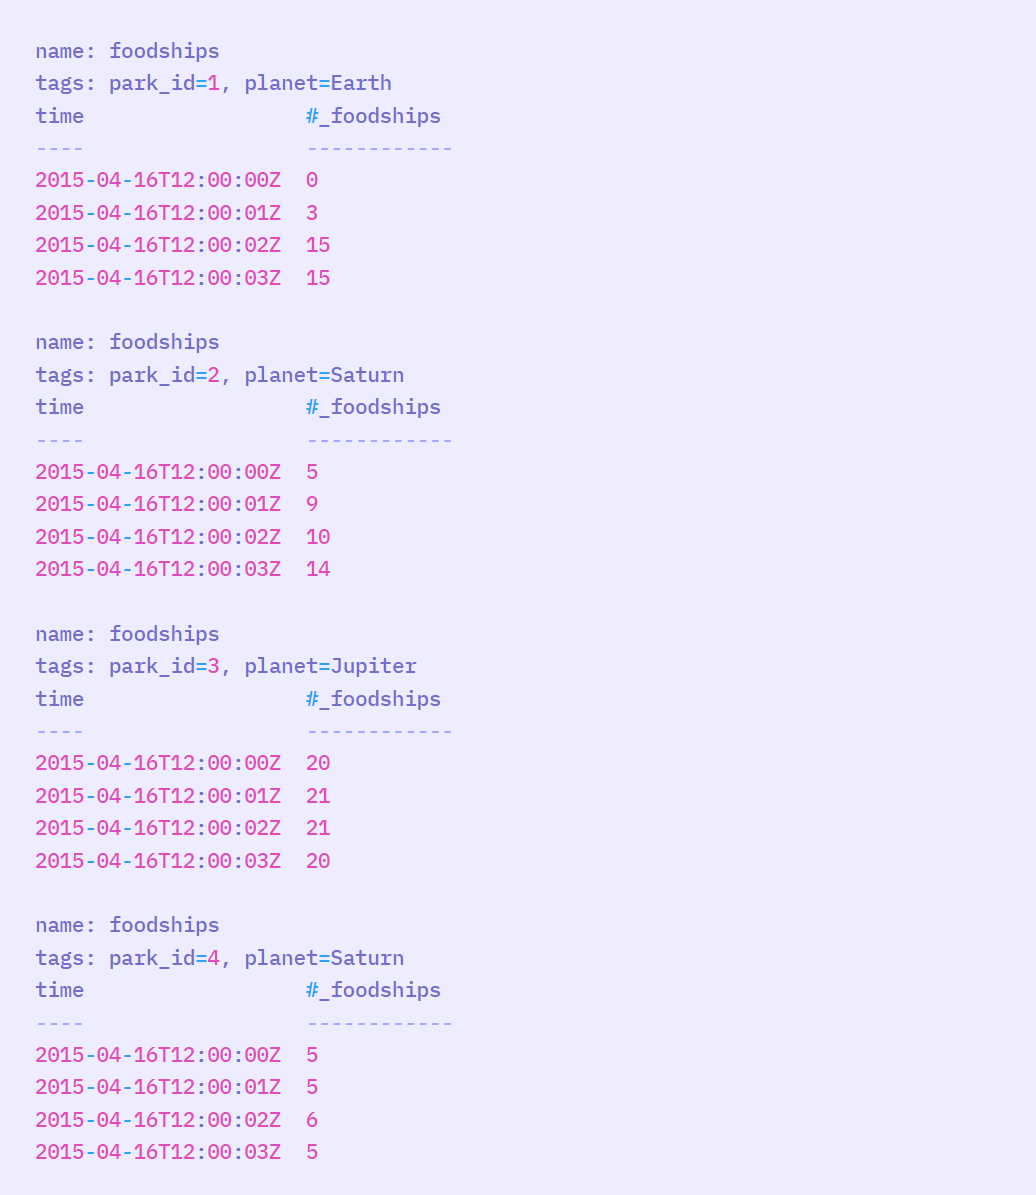 name: foodships
tags: park_id=1, planet=Earth
time                  #_foodships
----                  ------------
2015-04-16T12:00:00Z  0
2015-04-16T12:00:01Z  3
2015-04-16T12:00:02Z  15
2015-04-16T12:00:03Z  15

name: foodships
tags: park_id=2, planet=Saturn
time                  #_foodships
----                  ------------
2015-04-16T12:00:00Z  5
2015-04-16T12:00:01Z  9
2015-04-16T12:00:02Z  10
2015-04-16T12:00:03Z  14

name: foodships
tags: park_id=3, planet=Jupiter
time                  #_foodships
----                  ------------
2015-04-16T12:00:00Z  20
2015-04-16T12:00:01Z  21
2015-04-16T12:00:02Z  21
2015-04-16T12:00:03Z  20

name: foodships
tags: park_id=4, planet=Saturn
time                  #_foodships
----                  ------------
2015-04-16T12:00:00Z  5
2015-04-16T12:00:01Z  5
2015-04-16T12:00:02Z  6
2015-04-16T12:00:03Z  5